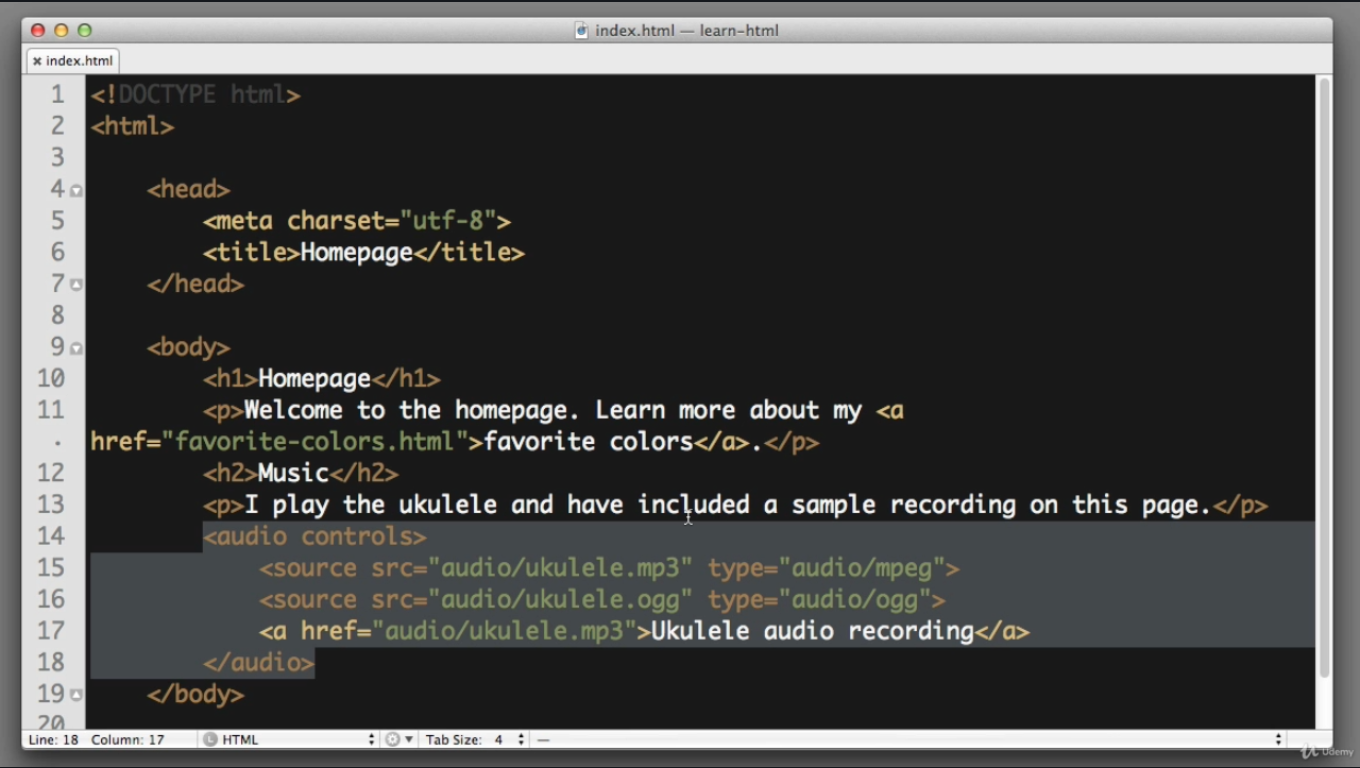 index.html — learn-html
× index.html
1 <!DOCTYPE html>
2 <html>
3
4     <head>
5         <meta charset="utf-8">
6         <title>Homepage</title>
7     </head>
8
9     <body>
10         <h1>Homepage</h1>
11         <p>Welcome to the homepage. Learn more about my <a
· href="favorite-colors.html">favorite colors</a>.</p>
12         <h2>Music</h2>
13         <p>I play the ukulele and have included a sample recording on this page.</p>
14         <audio controls>
15             <source src="audio/ukulele.mp3" type="audio/mpeg">
16             <source src="audio/ukulele.ogg" type="audio/ogg">
17             <a href="audio/ukulele.mp3">Ukulele audio recording</a>
18         </audio>
19     </body>
20
Line: 18 Column: 17 L HTML Tab Size: 4 —
Udemy